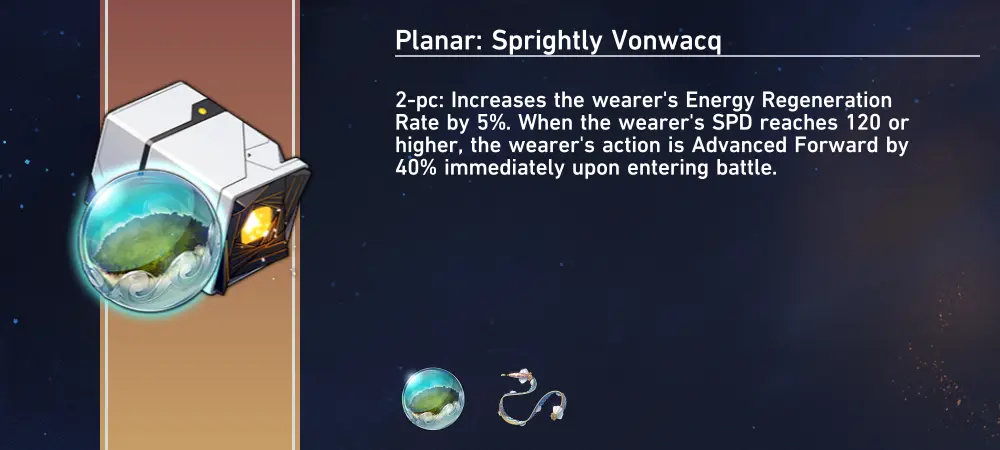 Planar: Sprightly Vonwacq
2-pc: Increases the wearer's Energy Regeneration
Rate by 5%. When the wearer's SPD reaches 120 or
higher, the wearer's action is Advanced Forward by
40% immediately upon entering battle.